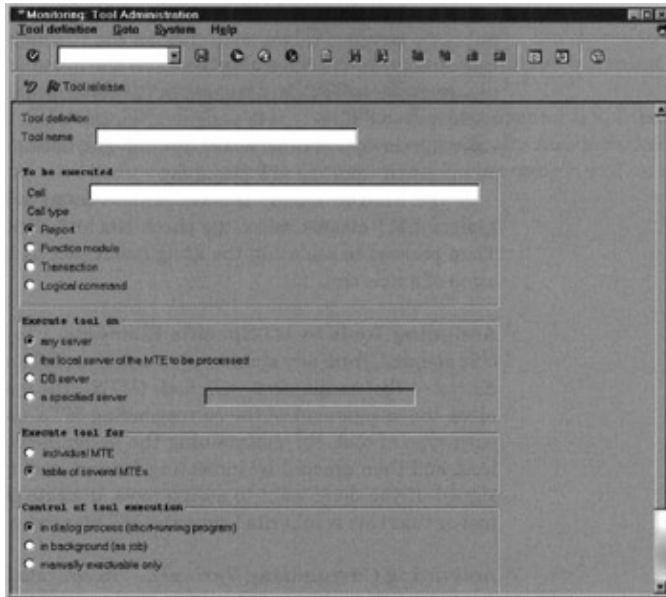 Monitoring: Tool Administration
Tool definition Goto System Help
Tool release
Tool definition
Tool name
To be executed
Call
Call type
Report
Function module
Transaction
Logical command
Execute tool on
any server
the local server of the MTE to be processed
DB server
a specified server
Execute tool for
individual MTE
table of several MTEs
Control of tool execution
in dialog process (short-running program)
in background (as job)
manually executable only